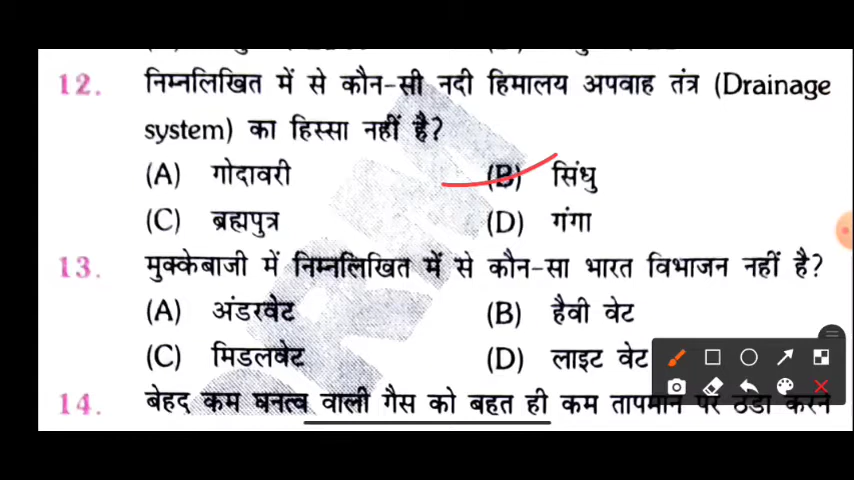 12. निम्नलिखित में से कौन-सी नदी हिमालय अपवाह तंत्र (Drainage
system) का हिस्सा नहीं है?
(A) गोदावरी (B) सिंधु
(C) ब्रह्मपुत्र (D) गंगा
13. मुक्केबाजी में निम्नलिखित में से कौन-सा भारत विभाजन नहीं है?
(A) अंडरवेट (B) हैवी वेट
(C) मिडलवेट (D) लाइट वेट
14. बेहद कम घनत्व वाली गैस को बहुत ही कम तापमान पर ठंडा करने